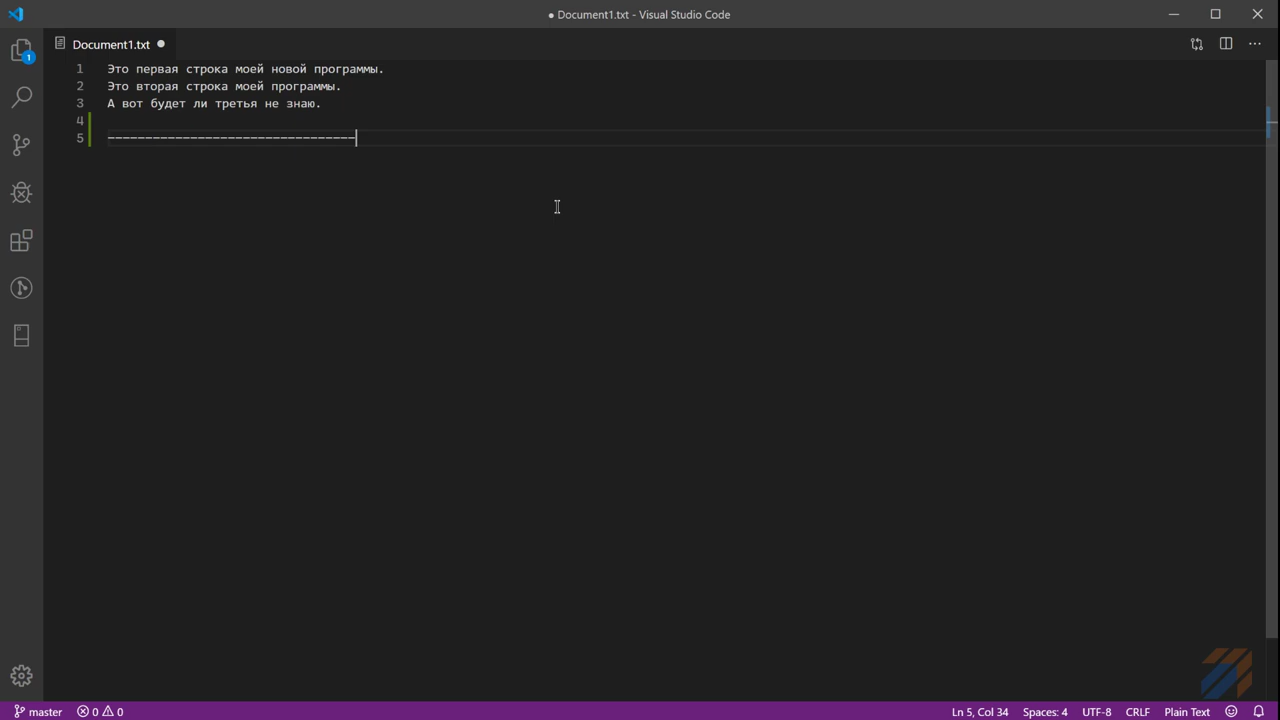 ● Document1.txt - Visual Studio Code
Document1.txt ●
1 Это первая строка моей новой программы.
2 Это вторая строка моей программы.
3 А вот будет ли третья не знаю.
4
5 ---------------------------------
1
master 0 0 Ln 5, Col 34 Spaces: 4 UTF-8 CRLF Plain Text